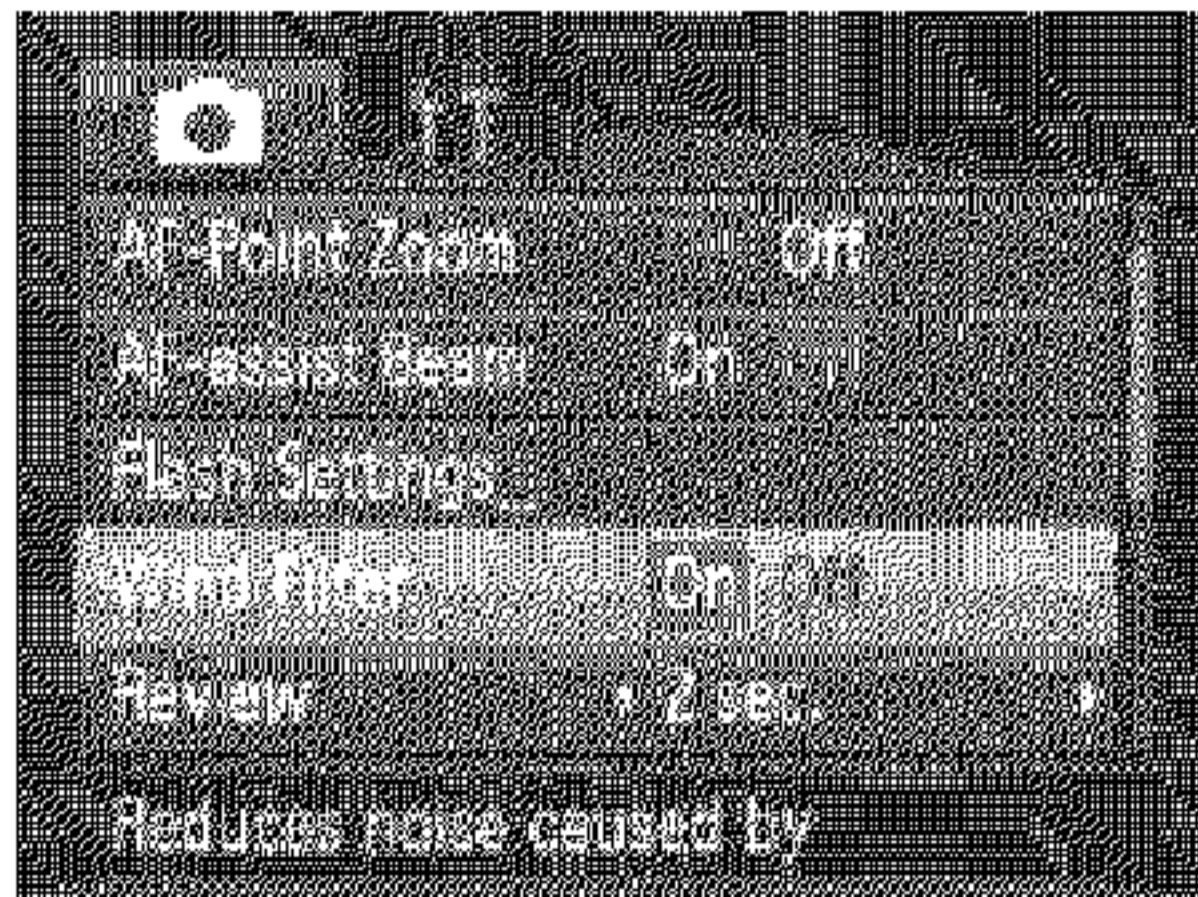 AF-Point Zoom Off
AF-assist Beam On
Flash Settings...
Wind Filter On
Review 2 sec.
Reduces noise caused by